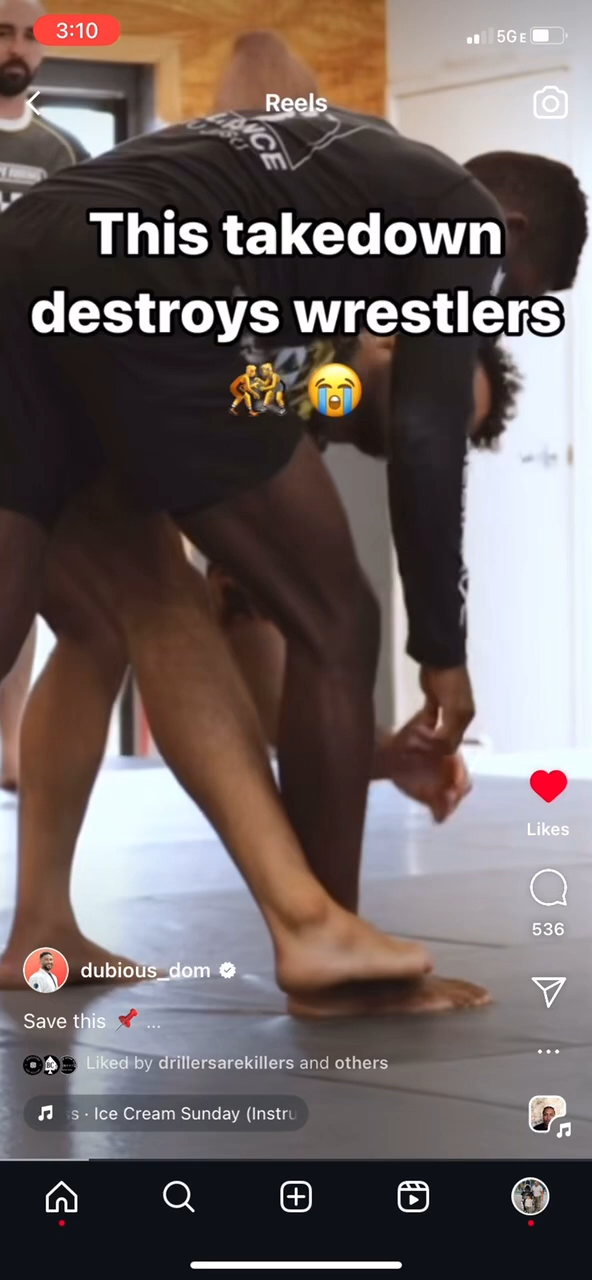 3:10
5G E
Reels
LIANCE
This takedown
destroys wrestlers
🤼 😭
Likes
536
dubious_dom
Save this 📌 ...
Liked by drillersarekillers and others
s · Ice Cream Sunday (Instru